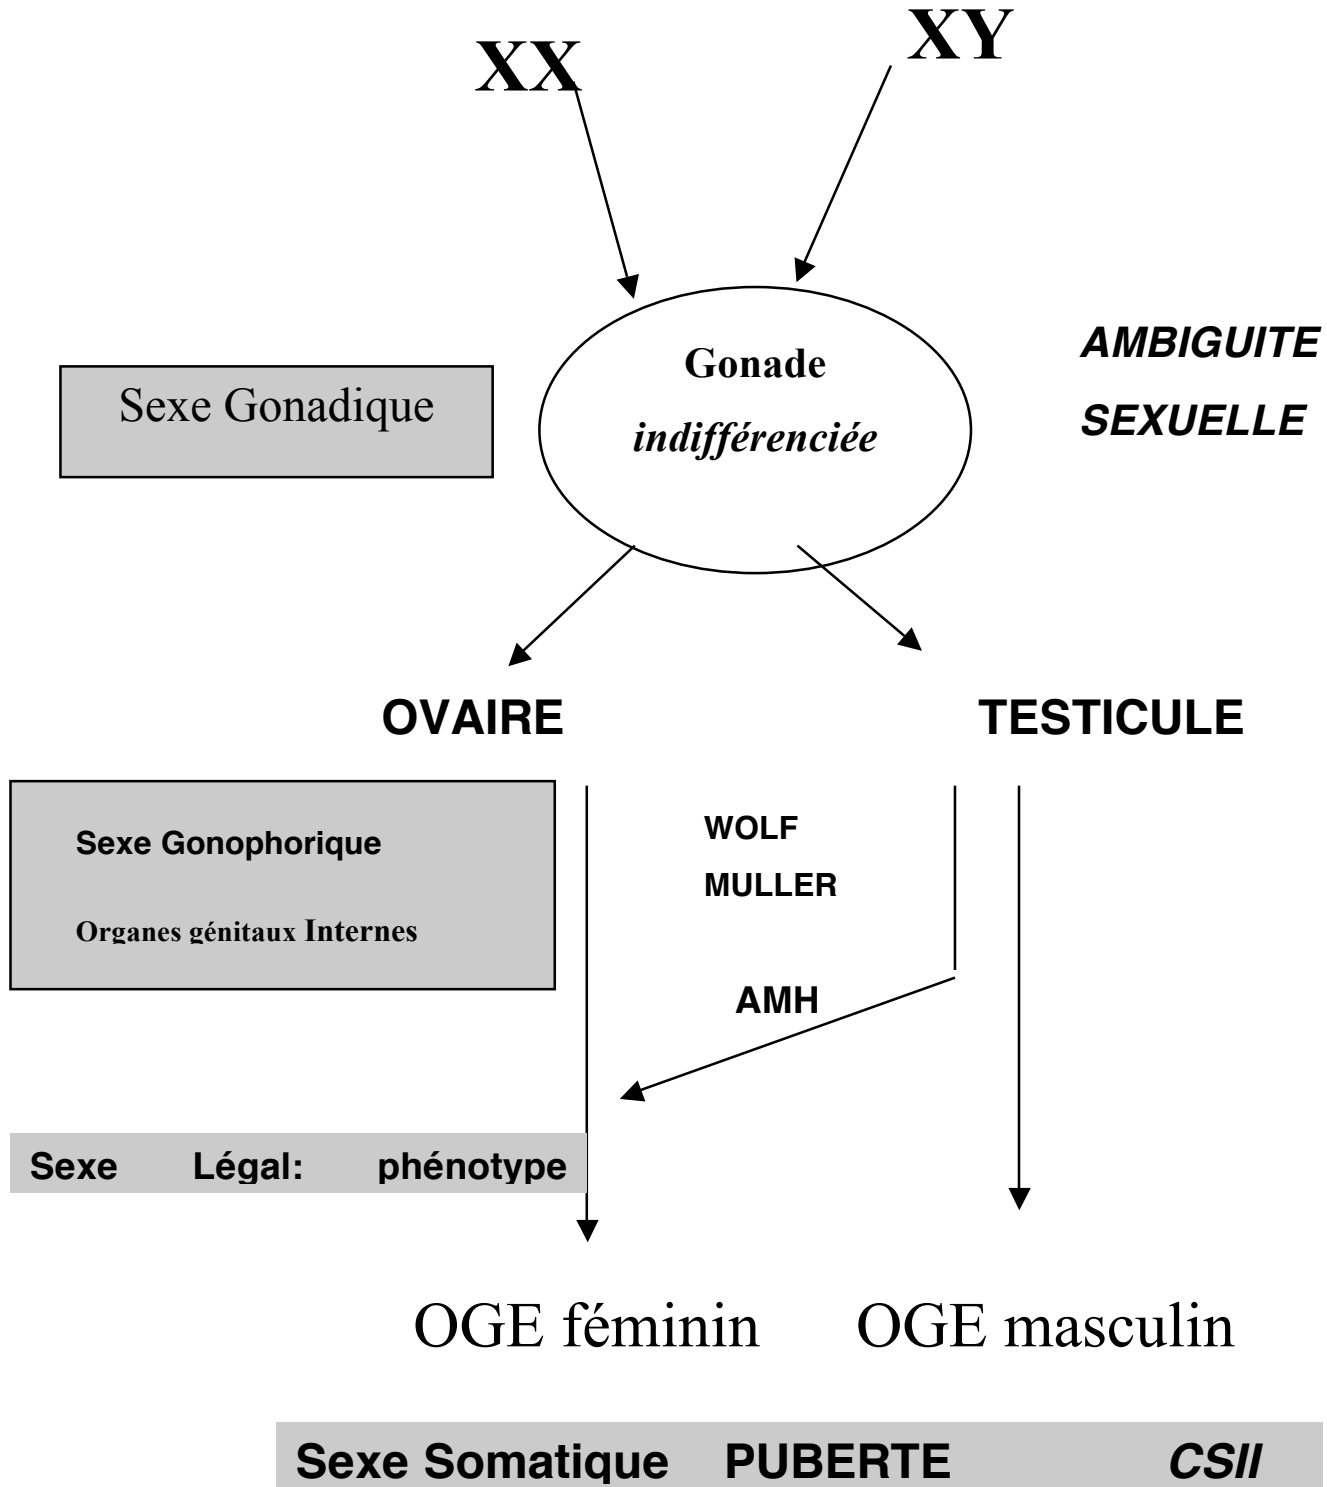 XX
XY
Gonade
indifférenciée
AMBIGUITE
SEXUELLE
Sexe Gonadique
OVAIRE
TESTICULE
Sexe Gonophorique
Organes génitaux Internes
WOLF
MULLER
AMH
Sexe Légal: phénotype
OGE féminin
OGE masculin
Sexe Somatique PUBERTE CSII